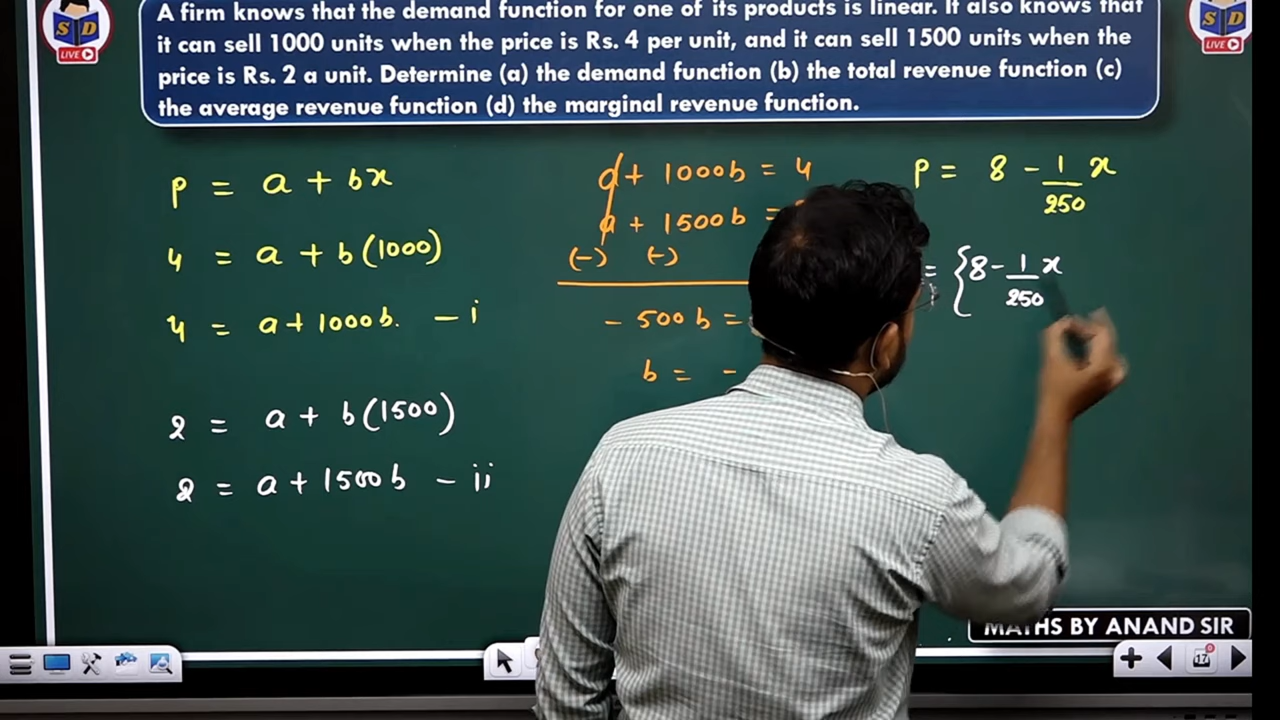 A firm knows that the demand function for one of its products is linear. It also knows that
it can sell 1000 units when the price is Rs. 4 per unit, and it can sell 1500 units when the
price is Rs. 2 a unit. Determine (a) the demand function (b) the total revenue function (c)
the average revenue function (d) the marginal revenue function.
SD
LIVE
SD
LIVE
P = a + bx
4 = a + b(1000)
4 = a + 1000b. - i
2 = a + b(1500)
2 = a + 1500b - ii
a + 1000b = 4
a + 1500b =
(-) (-)
- 500b =
b = -
P = 8 - 1/250 x
= {8 - 1/250 x
MATHS BY ANAND SIR
17